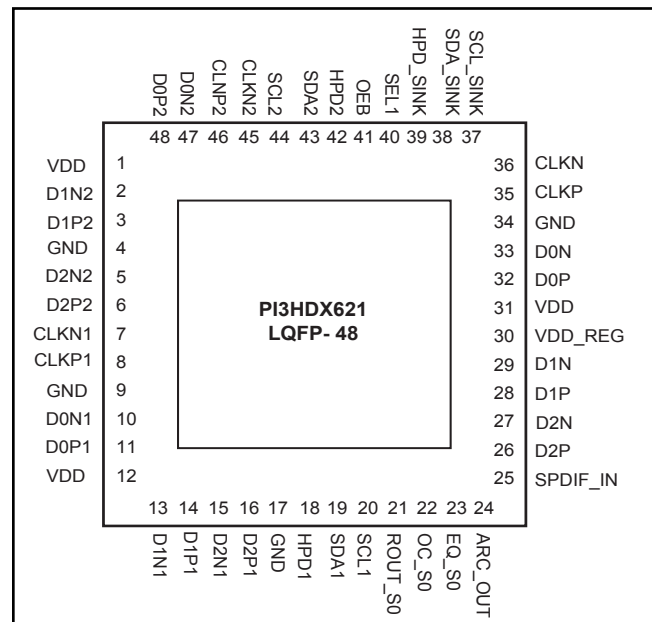 D0P2 D0N2 CLNP2 CLKN2 SCL2 SDA2 HPD2 OEB SEL1 HPD_SINK SDA_SINK SCL_SINK
48 47 46 45 44 43 42 41 40 39 38 37
VDD 1
D1N2 2
D1P2 3
GND 4
D2N2 5
D2P2 6
CLKN1 7
CLKP1 8
GND 9
D0N1 10
D0P1 11
VDD 12
PI3HDX621
LQFP- 48
36 CLKN
35 CLKP
34 GND
33 D0N
32 D0P
31 VDD
30 VDD_REG
29 D1N
28 D1P
27 D2N
26 D2P
25 SPDIF_IN
13 14 15 16 17 18 19 20 21 22 23 24
D1N1 D1P1 D2N1 D2P1 GND HPD1 SDA1 SCL1 ROUT_S0 OC_S0 EQ_S0 ARC_OUT